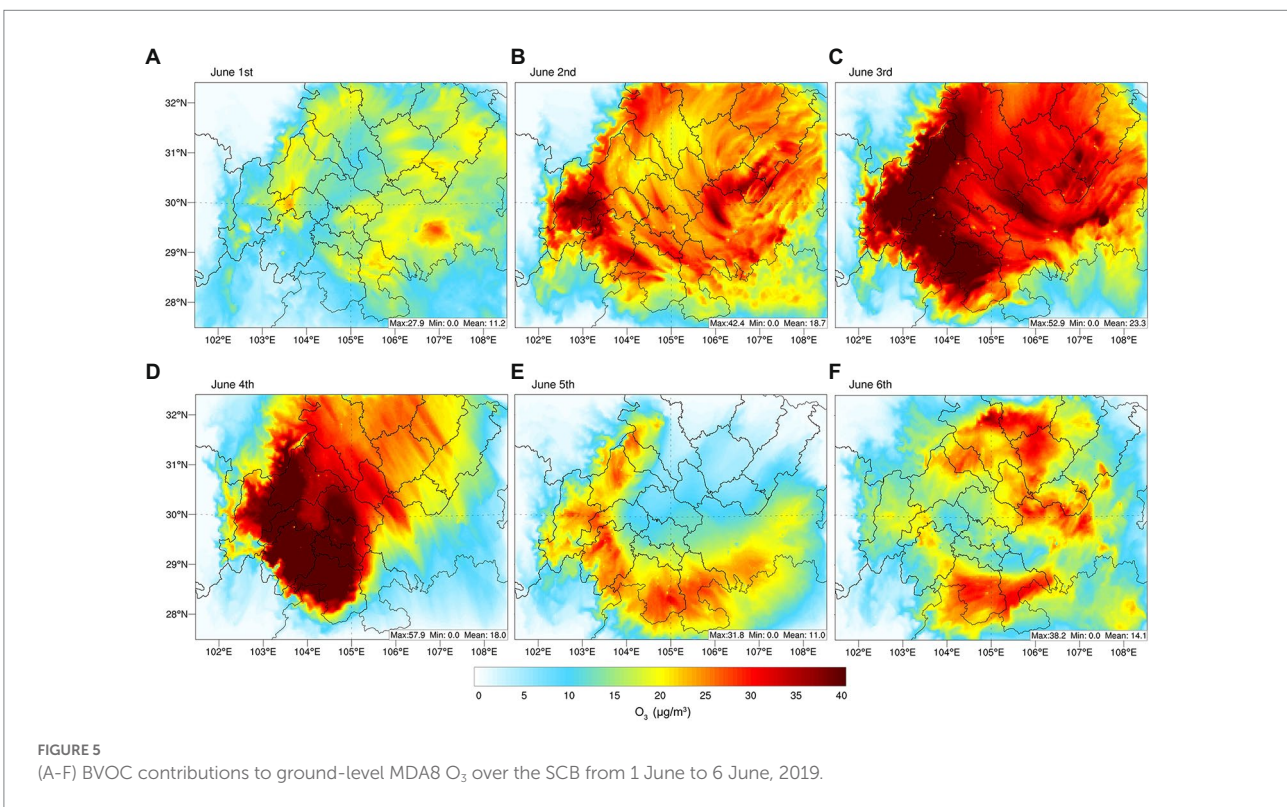 A
June 1st
B
June 2nd
C
June 3rd
32°N
31°N
30°N
29°N
28°N
Max:27.9 Min: 0.0 Mean: 11.2
Max:42.4 Min: 0.0 Mean: 18.7
Max:52.9 Min: 0.0 Mean: 23.3
102°E 103°E 104°E 105°E 106°E 107°E 108°E
102°E 103°E 104°E 105°E 106°E 107°E 108°E
102°E 103°E 104°E 105°E 106°E 107°E 108°E
D
June 4th
E
June 5th
F
June 6th
32°N
31°N
30°N
29°N
28°N
Max:57.9 Min: 0.0 Mean: 18.0
Max:31.8 Min: 0.0 Mean: 11.0
Max:38.2 Min: 0.0 Mean: 14.1
102°E 103°E 104°E 105°E 106°E 107°E 108°E
102°E 103°E 104°E 105°E 106°E 107°E 108°E
102°E 103°E 104°E 105°E 106°E 107°E 108°E
0 5 10 15 20 25 30 35 40
O₃ (µg/m³)
FIGURE 5
(A-F) BVOC contributions to ground-level MDA8 O₃ over the SCB from 1 June to 6 June, 2019.